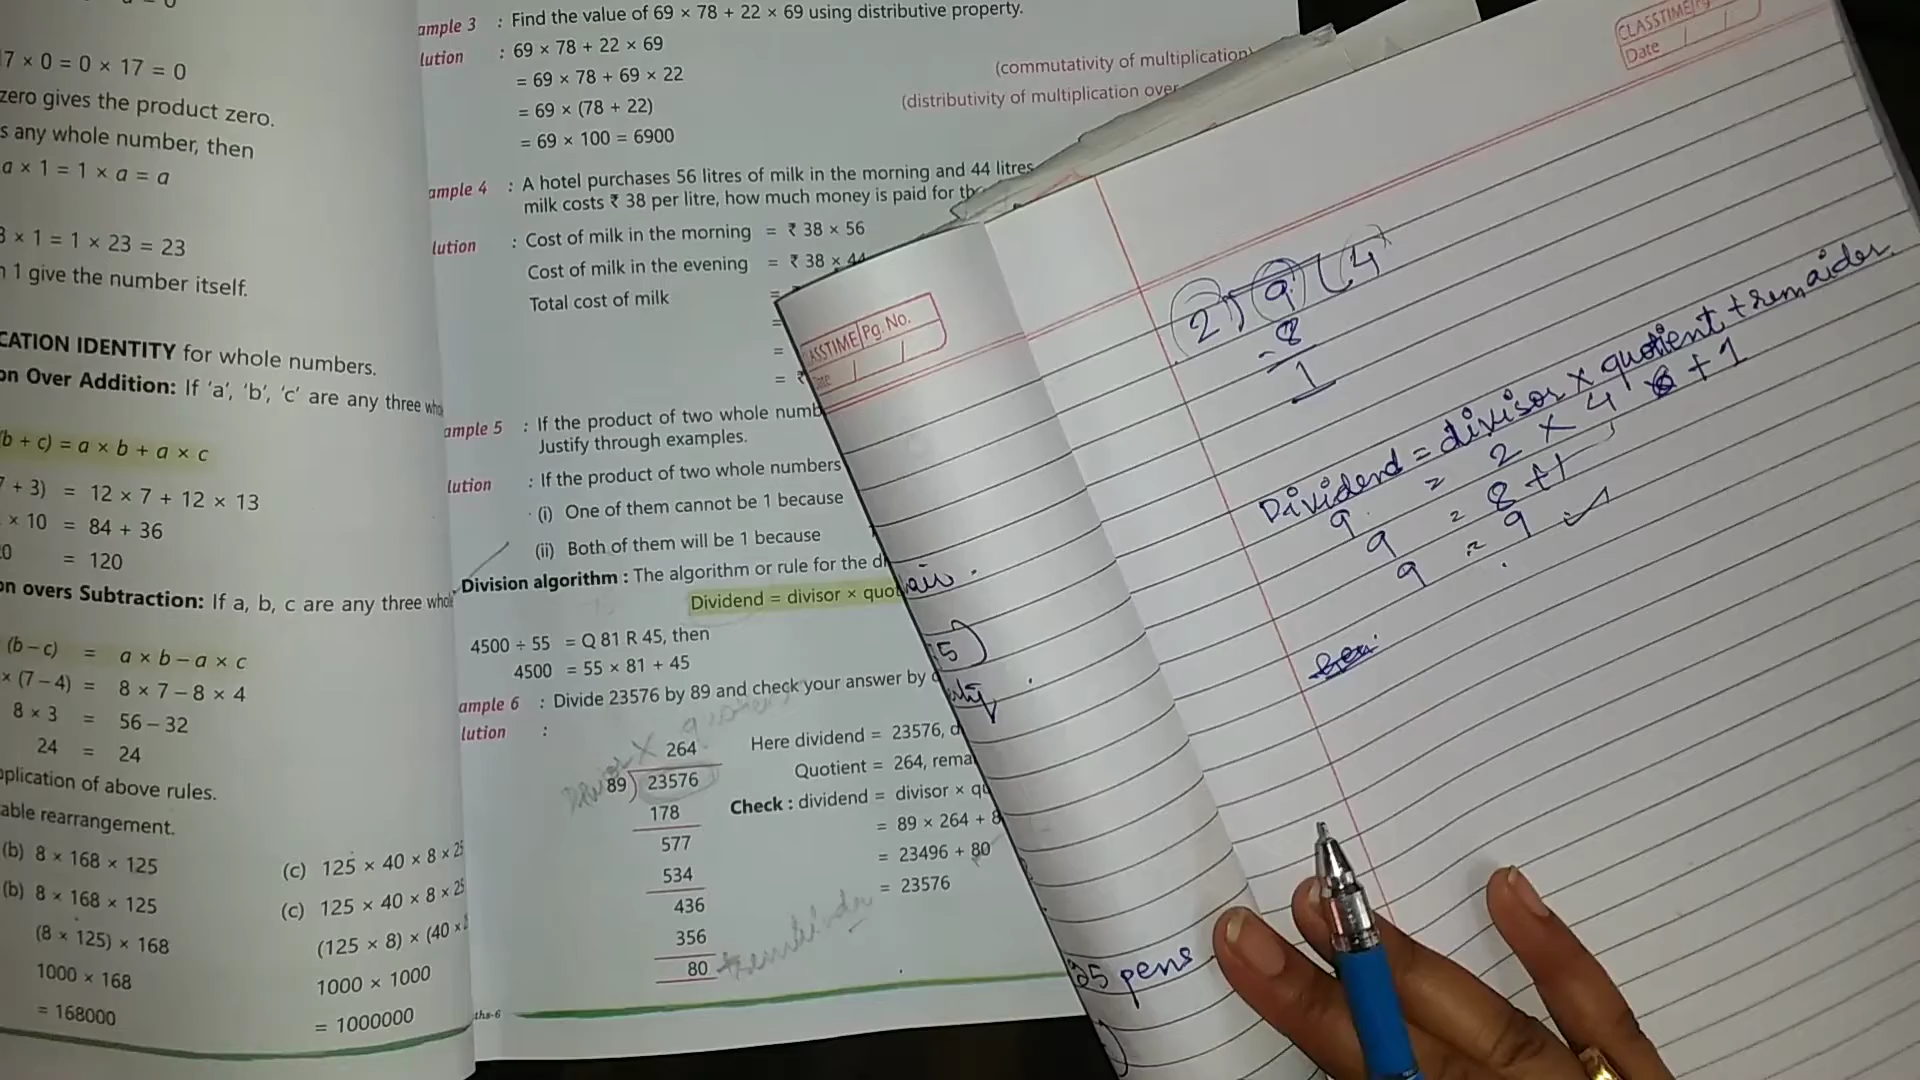 7 × 0 = 0 × 17 = 0
zero gives the product zero.
s any whole number, then
a × 1 = 1 × a = a
3 × 1 = 1 × 23 = 23
1 give the number itself.
CATION IDENTITY for whole numbers.
on Over Addition: If ‘a’, ‘b’, ‘c’ are any three who
b + c) = a × b + a × c
7 + 3) = 12 × 7 + 12 × 13
× 10 = 84 + 36
0 = 120
on overs Subtraction: If a, b, c are any three whol
(b – c) = a × b – a × c
× (7 – 4) = 8 × 7 – 8 × 4
8 × 3 = 56 – 32
24 = 24
plication of above rules.
able rearrangement.
(b) 8 × 168 × 125 (c) 125 × 40 × 8 × 25
(b) 8 × 168 × 125 (c) 125 × 40 × 8 × 25
(8 × 125) × 168 (125 × 8) × (40 ×
1000 × 168 1000 × 1000
= 168000 = 1000000
ample 3 : Find the value of 69 × 78 + 22 × 69 using distributive property.
lution : 69 × 78 + 22 × 69
= 69 × 78 + 69 × 22 (commutativity of multiplication)
= 69 × (78 + 22) (distributivity of multiplication over
= 69 × 100 = 6900
ample 4 : A hotel purchases 56 litres of milk in the morning and 44 litres
milk costs ₹ 38 per litre, how much money is paid for th
lution : Cost of milk in the morning = ₹ 38 × 56
Cost of milk in the evening = ₹ 38 × 44
Total cost of milk =
=
=
= ₹
ample 5 : If the product of two whole numb
Justify through examples.
lution : If the product of two whole numbers
(i) One of them cannot be 1 because
(ii) Both of them will be 1 because
Division algorithm : The algorithm or rule for the di
Dividend = divisor × quot
4500 ÷ 55 = Q 81 R 45, then
4500 = 55 × 81 + 45
ample 6 : Divide 23576 by 89 and check your answer by d
lution :
264
89) 23576
178
577
534
436
356
80
Here dividend = 23576, d
Quotient = 264, rema
Check : dividend = divisor × qu
= 89 × 264 + 8
= 23496 + 80
= 23576
ths-6
ASSTIME Pg. No.
Date / /
35 pens
CLASSTIME Pg
Date / /
2) 9 (4
- 8
1
Dividend = divisor × quotient + remaider
9 = 2 × 4 + 1
9 = 8 + 1
9 = 9 ✓